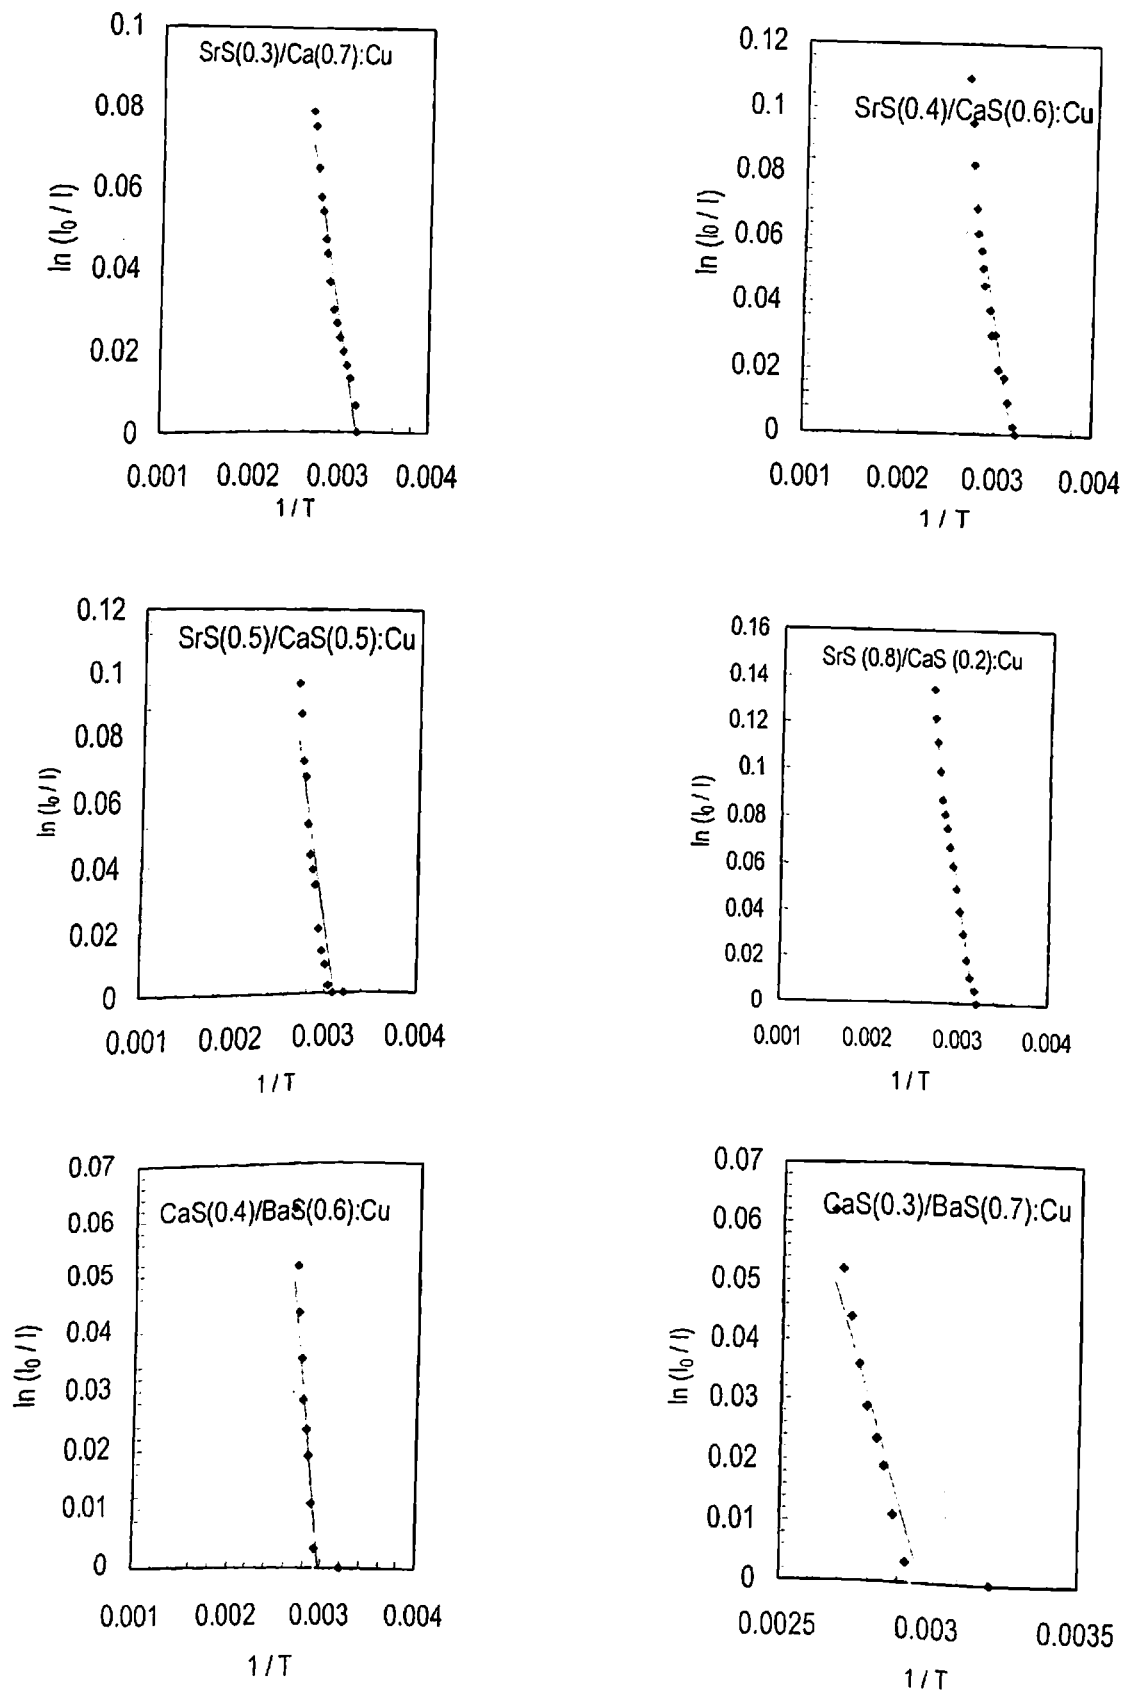 0.1
SrS(0.3)/Ca(0.7):Cu
0.08
0.06
0.04
0.02
0
ln (I₀ / I)
0.001 0.002 0.003 0.004
1 / T
0.12
0.1
SrS(0.4)/CaS(0.6):Cu
0.08
0.06
0.04
0.02
0
ln (I₀ / I)
0.001 0.002 0.003 0.004
1 / T
0.12
SrS(0.5)/CaS(0.5):Cu
0.1
0.08
0.06
0.04
0.02
0
ln (I₀ / I)
0.001 0.002 0.003 0.004
1 / T
0.16
SrS (0.8)/CaS (0.2):Cu
0.14
0.12
0.1
0.08
0.06
0.04
0.02
0
ln (I₀ / I)
0.001 0.002 0.003 0.004
1 / T
0.07
CaS(0.4)/BaS(0.6):Cu
0.06
0.05
0.04
0.03
0.02
0.01
0
ln (I₀ / I)
0.001 0.002 0.003 0.004
1 / T
0.07
CaS(0.3)/BaS(0.7):Cu
0.06
0.05
0.04
0.03
0.02
0.01
0
ln (I₀ / I)
0.0025 0.003 0.0035
1 / T